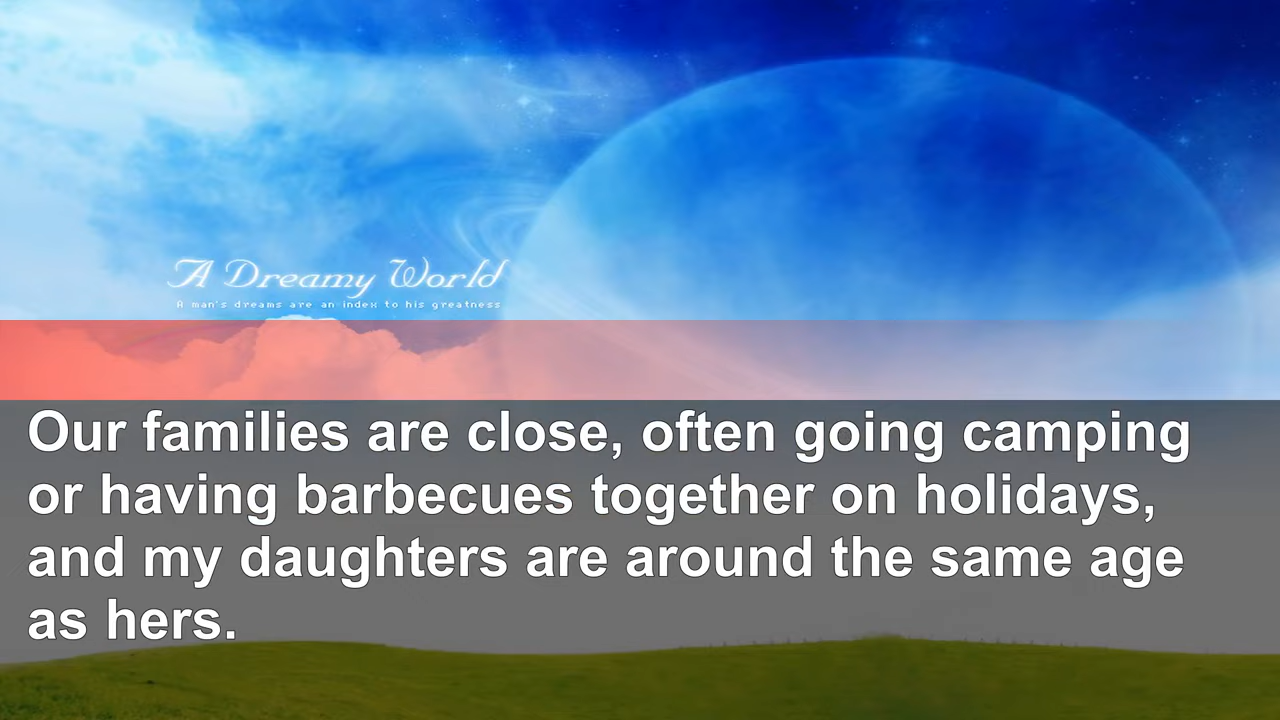 A Dreamy World
A man's dreams are an index to his greatness
Our families are close, often going camping
or having barbecues together on holidays,
and my daughters are around the same age
as hers.